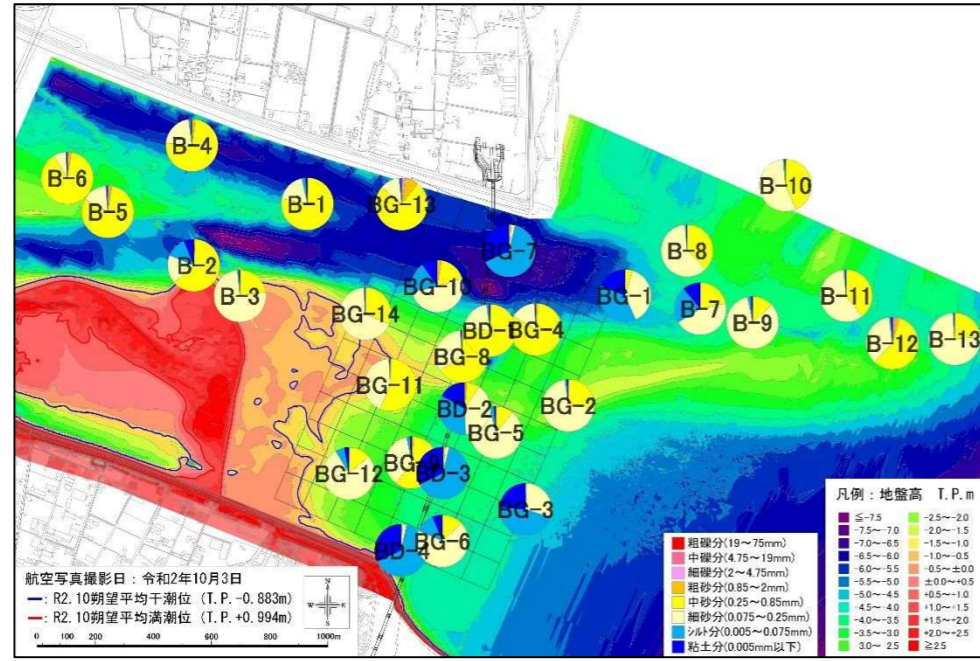 B-4
B-6
B-5
B-1
BG-13
B-10
B-8
BG-7
B-2
B-3
BG-10
BG-1
B-7
B-9
B-11
BG-14
BD-1
BG-4
B-12
B-13
BG-8
BG-11
BD-2
BG-2
BG-5
BG-12
BG-
BD-3
BG-3
BG-6
BD-4
航空写真撮影日：令和2年10月3日
R2.10朔望平均干潮位 (T.P.-0.883m)
R2.10朔望平均満潮位 (T.P.+0.994m)
N
W
E
S
0 200 400 600 800 1000m
粗礫分(19～75mm)
中礫分(4.75～19mm)
細礫分(2～4.75mm)
粗砂分(0.85～2mm)
中砂分(0.25～0.85mm)
細砂分(0.075～0.25mm)
シルト分(0.005～0.075mm)
粘土分(0.005mm以下)
凡例：地盤高 T.P.m
≦-7.5 -2.5～-2.0
-7.5～-7.0 -2.0～-1.5
-7.0～-6.5 -1.5～-1.0
-6.5～-6.0 -1.0～-0.5
-6.0～-5.5 -0.5～±0.0
-5.5～-5.0 ±0.0～+0.5
-5.0～-4.5 +0.5～+1.0
-4.5～-4.0 +1.0～+1.5
-4.0～-3.5 +1.5～+2.0
-3.5～-3.0 +2.0～+2.5
3.0～ 2.5 ≧2.5